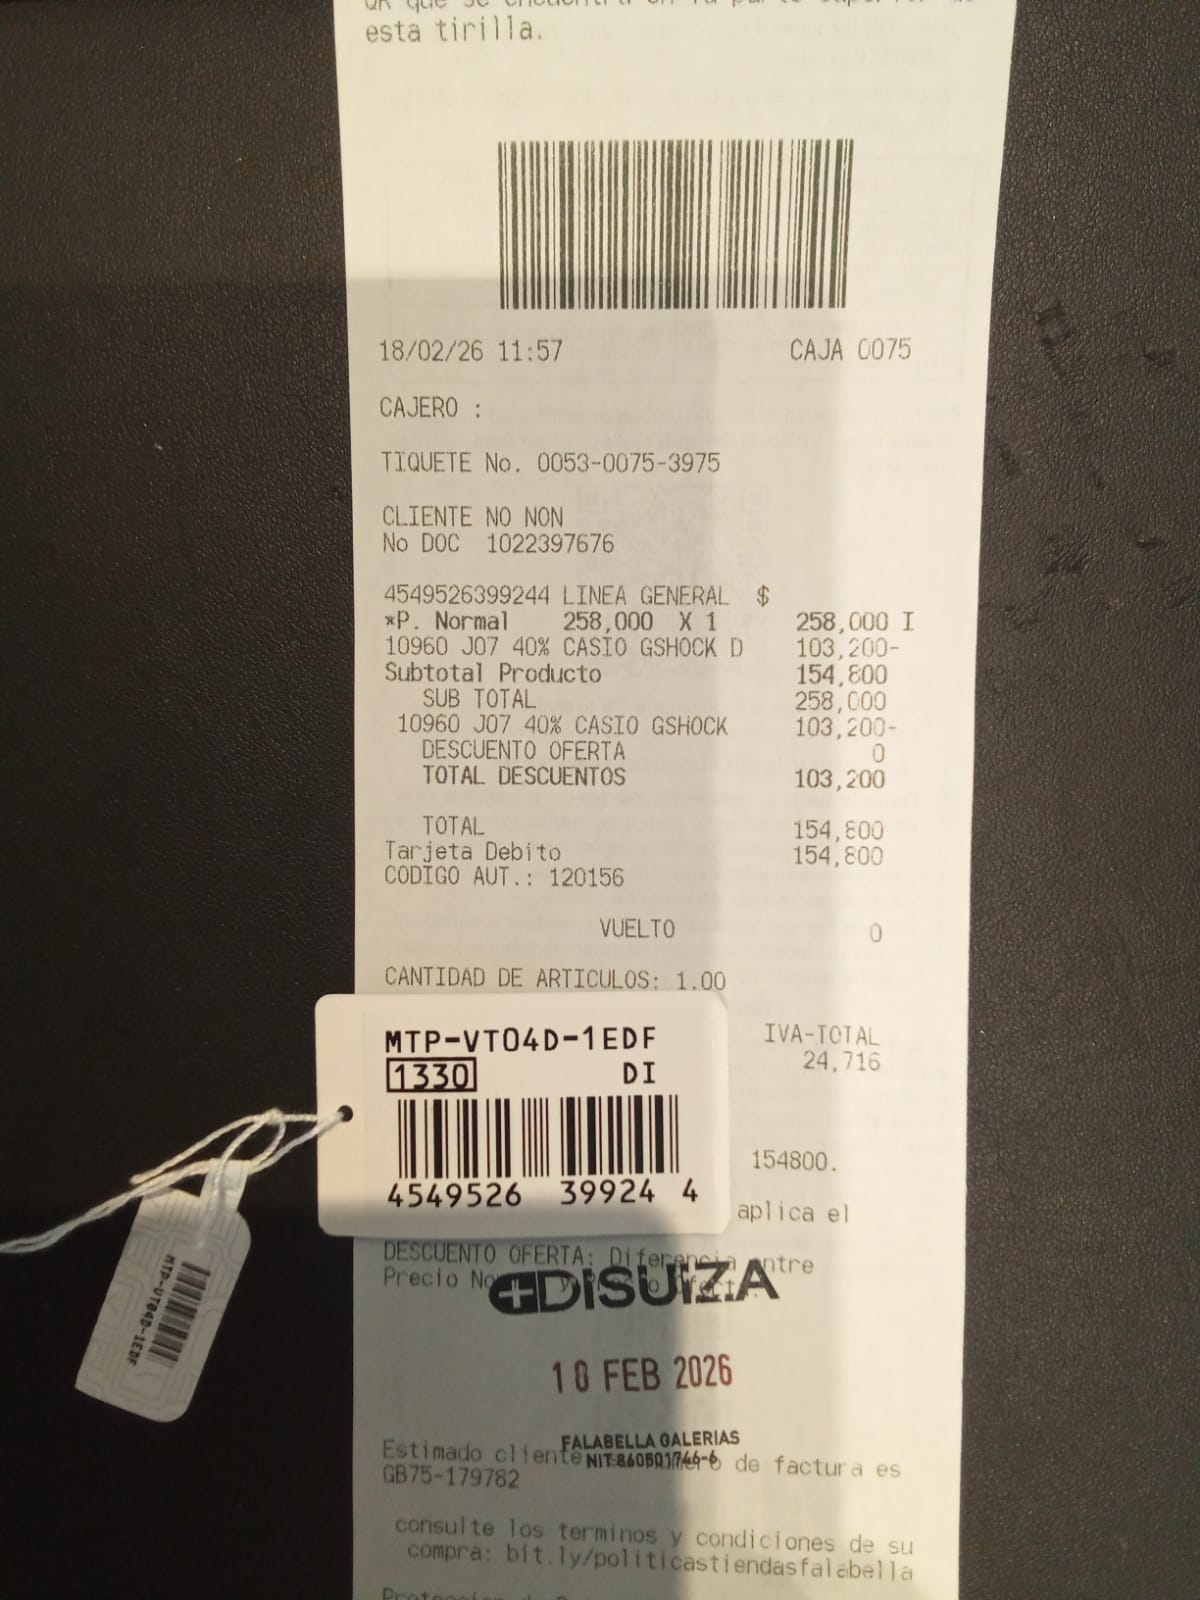 esta tirilla.
18/02/26 11:57 CAJA 0075
CAJERO :
TIQUETE No. 0053-0075-3975
CLIENTE NO NON
No DOC 1022397676
4549526399244 LINEA GENERAL $
*P. Normal 258,000 X 1 258,000 I
10960 J07 40% CASIO GSHOCK D 103,200-
Subtotal Producto 154,800
SUB TOTAL 258,000
10960 J07 40% CASIO GSHOCK 103,200-
DESCUENTO OFERTA 0
TOTAL DESCUENTOS 103,200
TOTAL 154,800
Tarjeta Debito 154,800
CODIGO AUT.: 120156
VUELTO 0
CANTIDAD DE ARTICULOS: 1.00
IVA-TOTAL
24,716
154800.
aplica el
MTP-VT04D-1EDF
1330 DI
4549526 39924 4
MTP-VT04D-1EDF
DESCUENTO OFERTA: Diferencia entre
Precio
DISUIZA
18 FEB 2026
FALABELLA GALERIAS
NIT
Estimado cliente de factura es
GB75-179782
consulte los terminos y condiciones de su
compra: bit.ly/politicastiendasfalabella